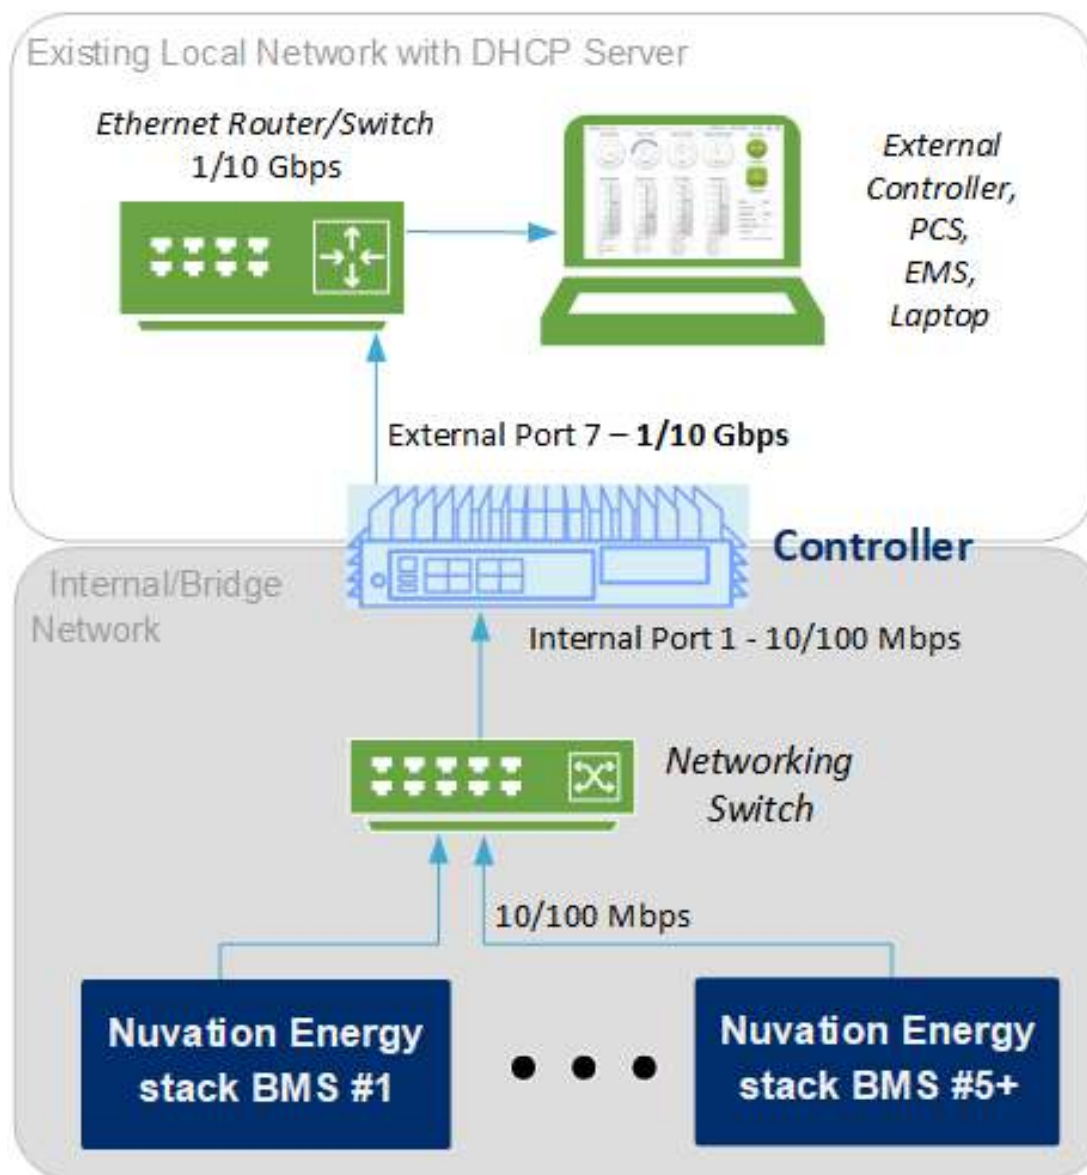 Existing Local Network with DHCP Server
Ethernet Router/Switch
1/10 Gbps
External
Controller,
PCS,
EMS,
Laptop
External Port 7 – 1/10 Gbps
Controller
Internal/Bridge
Network
Internal Port 1 - 10/100 Mbps
Networking
Switch
10/100 Mbps
Nuvation Energy
stack BMS #1
Nuvation Energy
stack BMS #5+